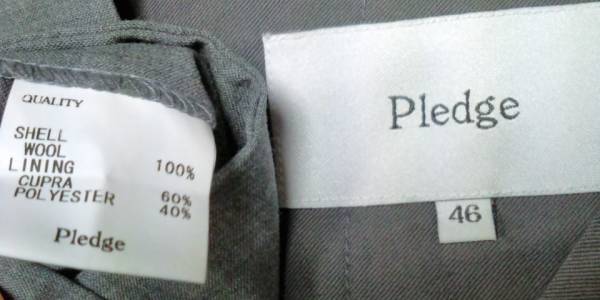 QUALITY
SHELL
WOOL 100%
LINING
CUPRA 60%
POLYESTER 40%
Pledge
Pledge
46